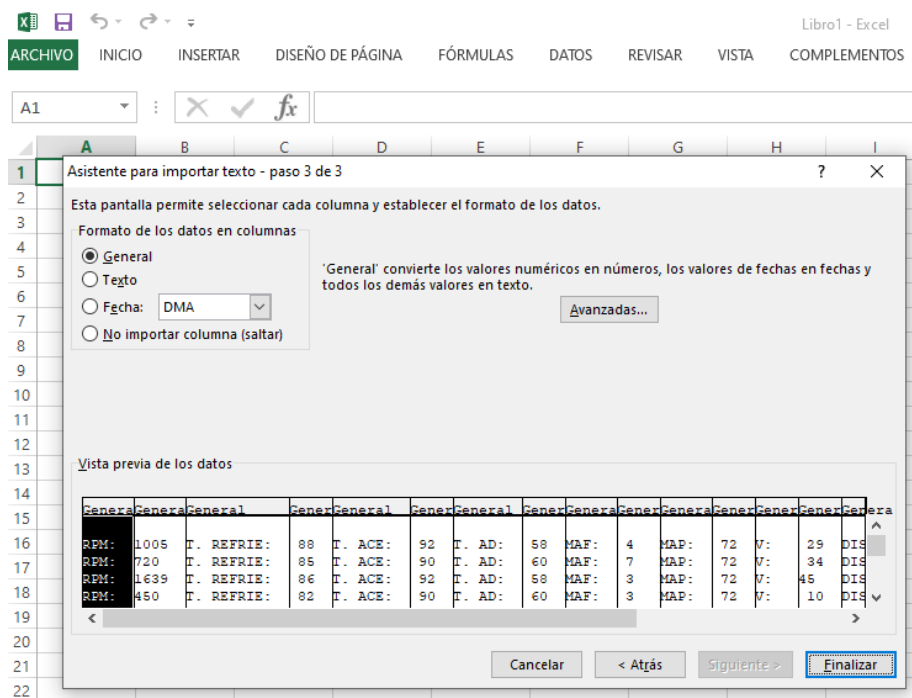 Libro1 - Excel
ARCHIVO INICIO INSERTAR DISEÑO DE PÁGINA FÓRMULAS DATOS REVISAR VISTA COMPLEMENTOS
A1 fx
A B C D E F G H I
1
Asistente para importar texto - paso 3 de 3 ?
2
Esta pantalla permite seleccionar cada columna y establecer el formato de los datos.
3
Formato de los datos en columnas
4
General
'General' convierte los valores numéricos en números, los valores de fechas en fechas y
5
Texto
todos los demás valores en texto.
6
Fecha: DMA
Avanzadas...
7
No importar columna (saltar)
8
9
10
11
12
13
Vista previa de los datos
14
15
GeneraGeneraGeneral GenerGeneral GenerGeneral GenerGeneraGenerGeneraGenerGenerGenerGenera
16
RPM: 1005 T. REFRIE: 88 T. ACE: 92 T. AD: 58 MAF: 4 MAP: 72 V: 29 DIS
17
RPM: 720 T. REFRIE: 85 T. ACE: 90 T. AD: 60 MAF: 7 MAP: 72 V: 34 DIS
RPM: 1639 T. REFRIE: 86 T. ACE: 92 T. AD: 58 MAF: 3 MAP: 72 V: 45 DIS
18
RPM: 450 T. REFRIE: 82 T. ACE: 90 T. AD: 60 MAF: 3 MAP: 72 V: 10 DIS
19
20
21
Cancelar < Atrás Siguiente > Finalizar
22